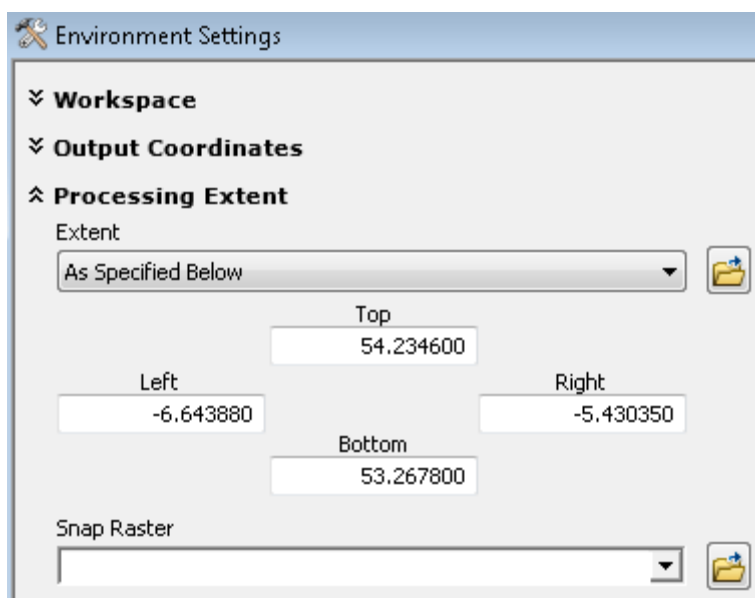 Environment Settings
Workspace
Output Coordinates
Processing Extent
Extent
As Specified Below
Top
54.234600
Left Right
-6.643880 -5.430350
Bottom
53.267800
Snap Raster